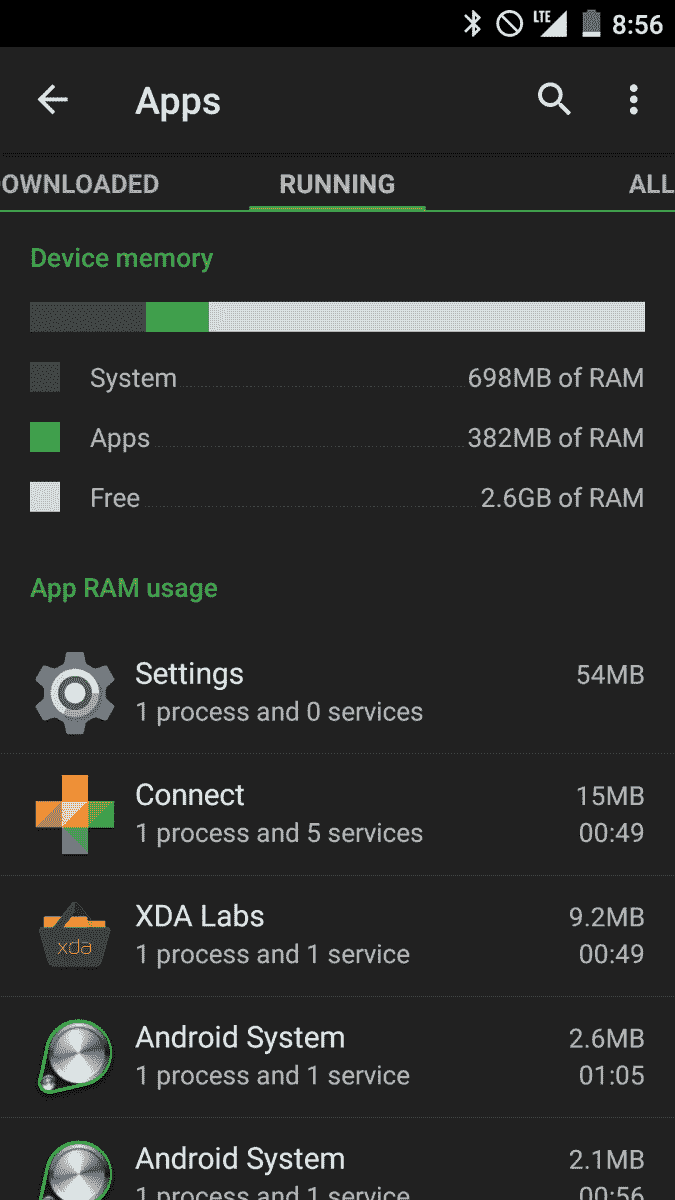 LTE 8:56
Apps
OWNLOADED RUNNING ALL
Device memory
System 698MB of RAM
Apps 382MB of RAM
Free 2.6GB of RAM
App RAM usage
Settings 54MB
1 process and 0 services
Connect 15MB
1 process and 5 services 00:49
xda
XDA Labs 9.2MB
1 process and 1 service 00:49
Android System 2.6MB
1 process and 1 service 01:05
Android System 2.1MB
1 process and 1 service 00:56